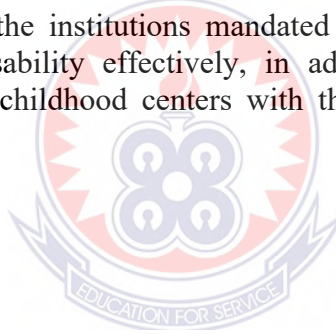 the institutions mandated
sability effectively, in ad
childhood centers with th
EDUCATION FOR SERVICE